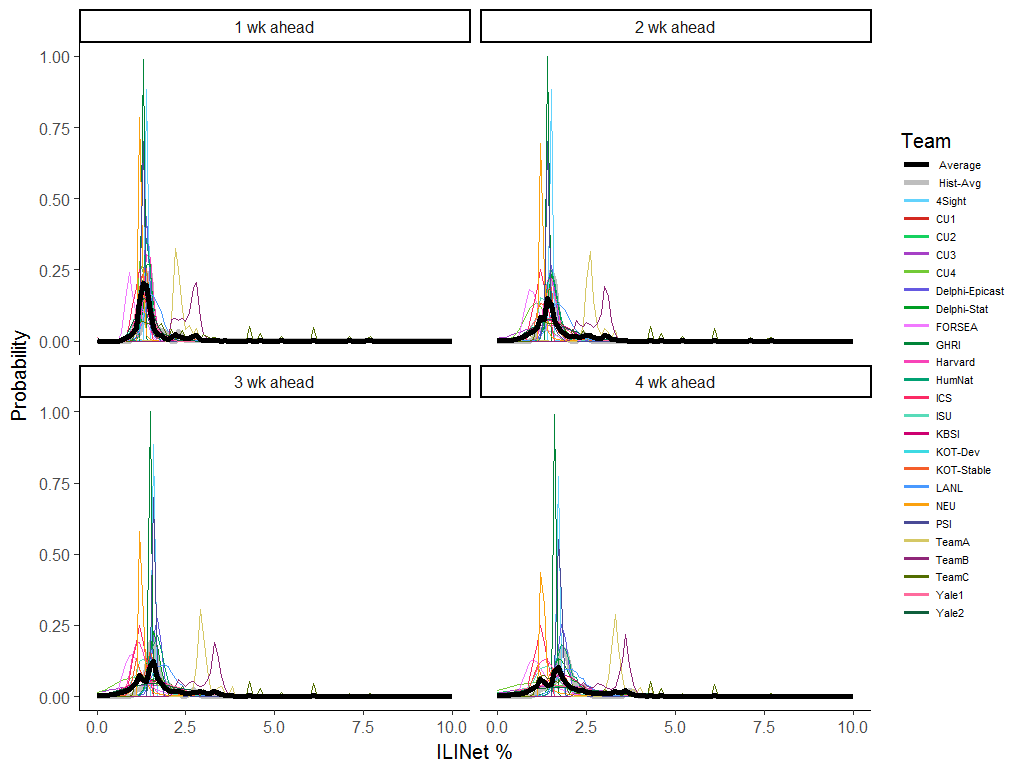 1 wk ahead
2 wk ahead
1.00
0.75
0.50
0.25
0.00
3 wk ahead
4 wk ahead
1.00
0.75
0.50
0.25
0.00
0.0 2.5 5.0 7.5 10.0
0.0 2.5 5.0 7.5 10.0
Probability
ILINet %
Team
Average
Hist-Avg
4Sight
CU1
CU2
CU3
CU4
Delphi-Epicast
Delphi-Stat
FORSEA
GHRI
Harvard
HumNat
ICS
ISU
KBSI
KOT-Dev
KOT-Stable
LANL
NEU
PSI
TeamA
TeamB
TeamC
Yale1
Yale2